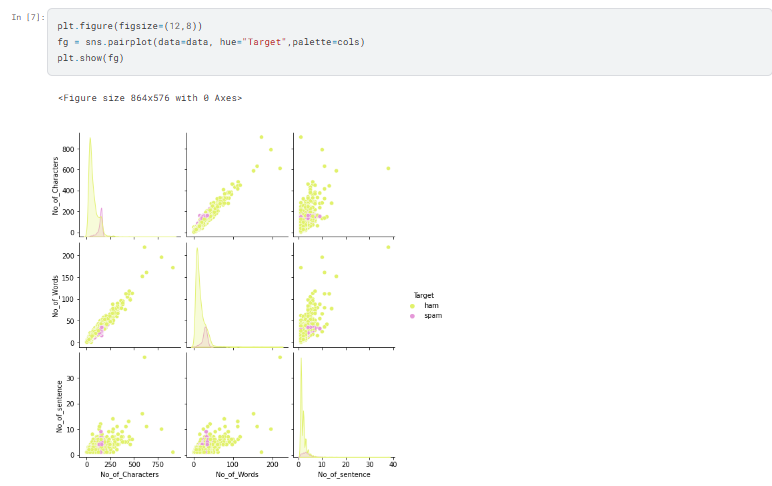 In [7]:
plt.figure(figsize=(12,8))
fg = sns.pairplot(data=data, hue="Target",palette=cols)
plt.show(fg)
<Figure size 864x576 with 0 Axes>
No_of_Characters
800
600
400
200
0
No_of_Words
200
150
100
50
0
Target
ham
spam
No_of_sentence
30
20
10
0
0 250 500 750
No_of_Characters
0 100 200
No_of_Words
0 10 20 30 40
No_of_sentence